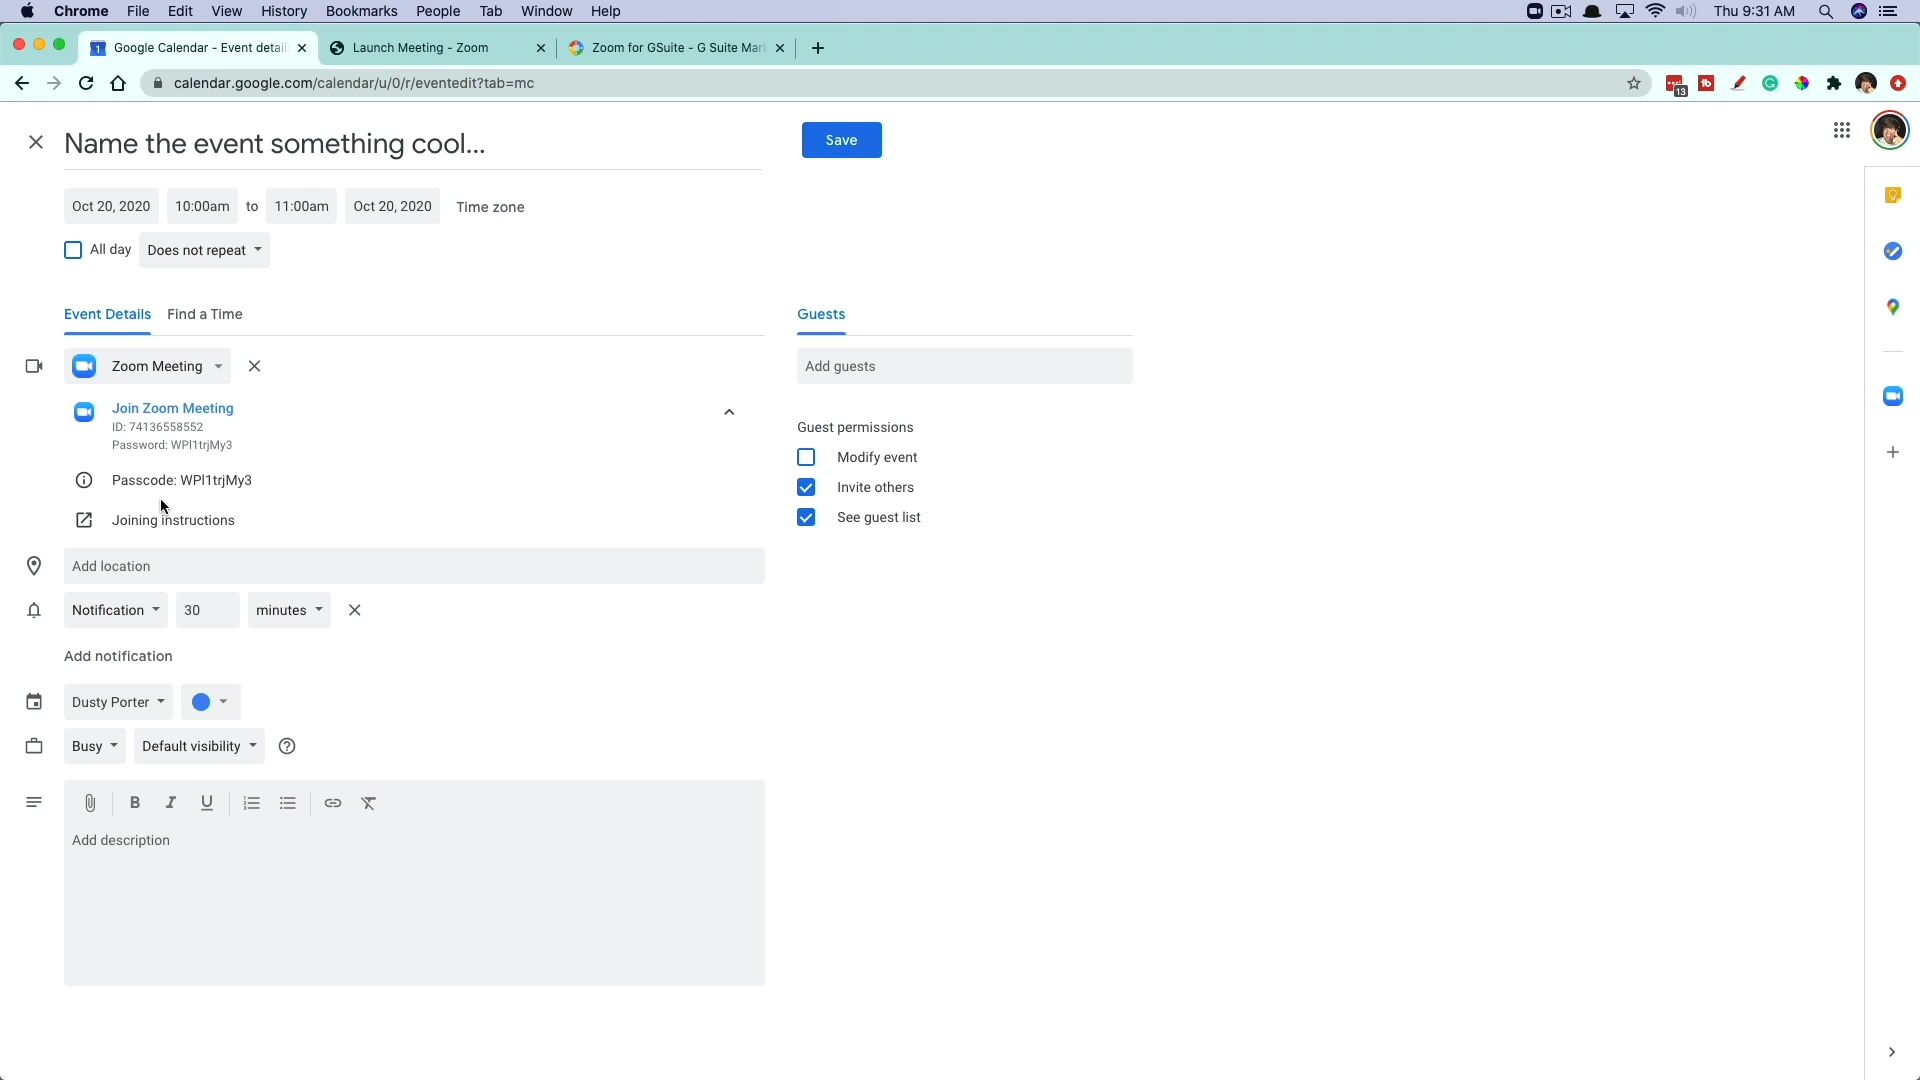 Chrome File Edit View History Bookmarks People Tab Window Help Thu 9:31 AM
Google Calendar - Event detail Launch Meeting - Zoom Zoom for GSuite - G Suite Mar
calendar.google.com/calendar/u/0/r/eventedit?tab=mc 13
Name the event something cool... Save
Oct 20, 2020 10:00am to 11:00am Oct 20, 2020 Time zone
All day Does not repeat
Event Details Find a Time Guests
Zoom Meeting Add guests
Join Zoom Meeting
ID: 74136558552
Password: WPl1trjMy3
Passcode: WPl1trjMy3
Joining instructions
Guest permissions
Modify event
Invite others
See guest list
Add location
Notification 30 minutes
Add notification
Dusty Porter
Busy Default visibility
B I U
Add description